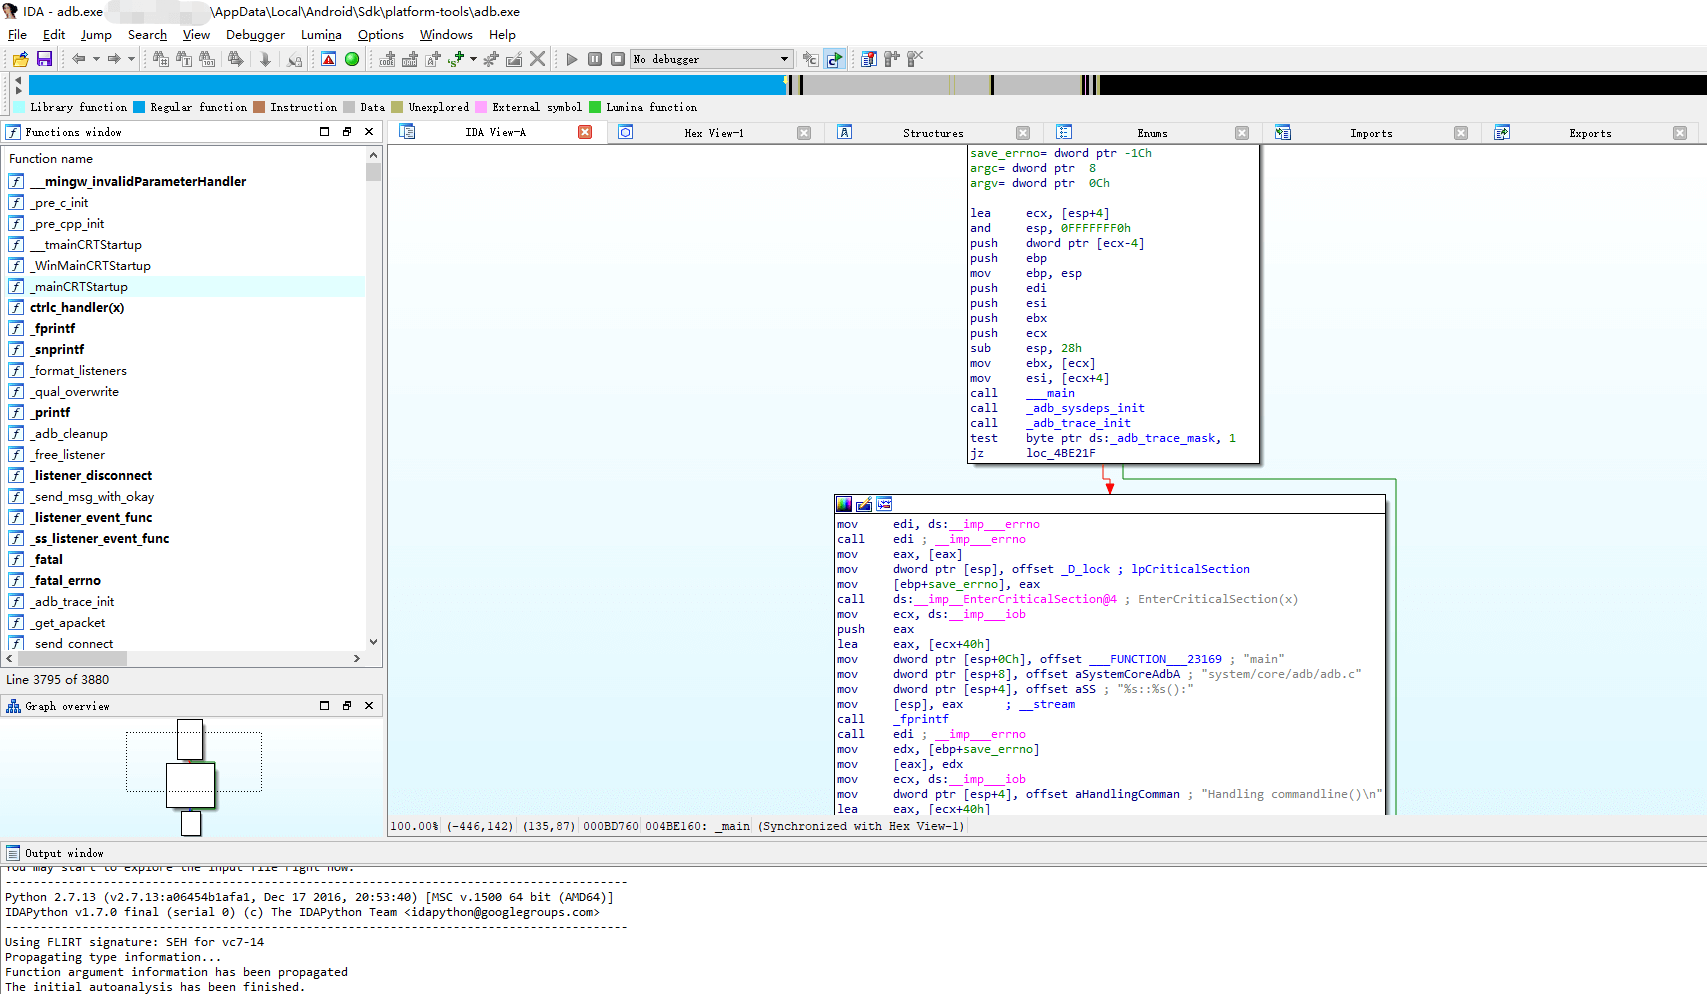 IDA - adb.exe \AppData\Local\Android\Sdk\platform-tools\adb.exe
File Edit Jump Search View Debugger Lumina Options Windows Help
No debugger
Library function Regular function Instruction Data Unexplored External symbol Lumina function
Functions window
IDA View-A Hex View-1 Structures Enums Imports Exports
Function name
__mingw_invalidParameterHandler
_pre_c_init
_pre_cpp_init
__tmainCRTStartup
_WinMainCRTStartup
_mainCRTStartup
ctrlc_handler(x)
_fprintf
_snprintf
_format_listeners
_qual_overwrite
_printf
_adb_cleanup
_free_listener
_listener_disconnect
_send_msg_with_okay
_listener_event_func
_ss_listener_event_func
_fatal
_fatal_errno
_adb_trace_init
_get_apacket
send connect
Line 3795 of 3880
Graph overview
save_errno= dword ptr -1Ch
argc= dword ptr 8
argv= dword ptr 0Ch
lea ecx, [esp+4]
and esp, 0FFFFFFF0h
push dword ptr [ecx-4]
push ebp
mov ebp, esp
push edi
push esi
push ebx
push ecx
sub esp, 28h
mov ebx, [ecx]
mov esi, [ecx+4]
call ___main
call _adb_sysdeps_init
call _adb_trace_init
test byte ptr ds:_adb_trace_mask, 1
jz loc_4BE21F
mov edi, ds:__imp___errno
call edi ; __imp___errno
mov eax, [eax]
mov dword ptr [esp], offset _D_lock ; lpCriticalSection
mov [ebp+save_errno], eax
call ds:__imp__EnterCriticalSection@4 ; EnterCriticalSection(x)
mov ecx, ds:__imp___iob
push eax
lea eax, [ecx+40h]
mov dword ptr [esp+0Ch], offset ___FUNCTION___23169 ; "main"
mov dword ptr [esp+8], offset aSystemCoreAdbA ; "system/core/adb/adb.c"
mov dword ptr [esp+4], offset aSS ; "%s::%s():"
mov [esp], eax ; __stream
call _fprintf
call edi ; __imp___errno
mov edx, [ebp+save_errno]
mov [eax], edx
mov ecx, ds:__imp___iob
mov dword ptr [esp+4], offset aHandlingComman ; "Handling commandline()\n"
lea eax, [ecx+40h]
100.00% (-446,142) (135,87) 000BD760 004BE160: _main (Synchronized with Hex View-1)
Output window
You may start to explore the input file right now.
-----------------------------------------------------------------------------------------
Python 2.7.13 (v2.7.13:a06454b1afa1, Dec 17 2016, 20:53:40) [MSC v.1500 64 bit (AMD64)]
IDAPython v1.7.0 final (serial 0) (c) The IDAPython Team <idapython@googlegroups.com>
-----------------------------------------------------------------------------------------
Using FLIRT signature: SEH for vc7-14
Propagating type information...
Function argument information has been propagated
The initial autoanalysis has been finished.